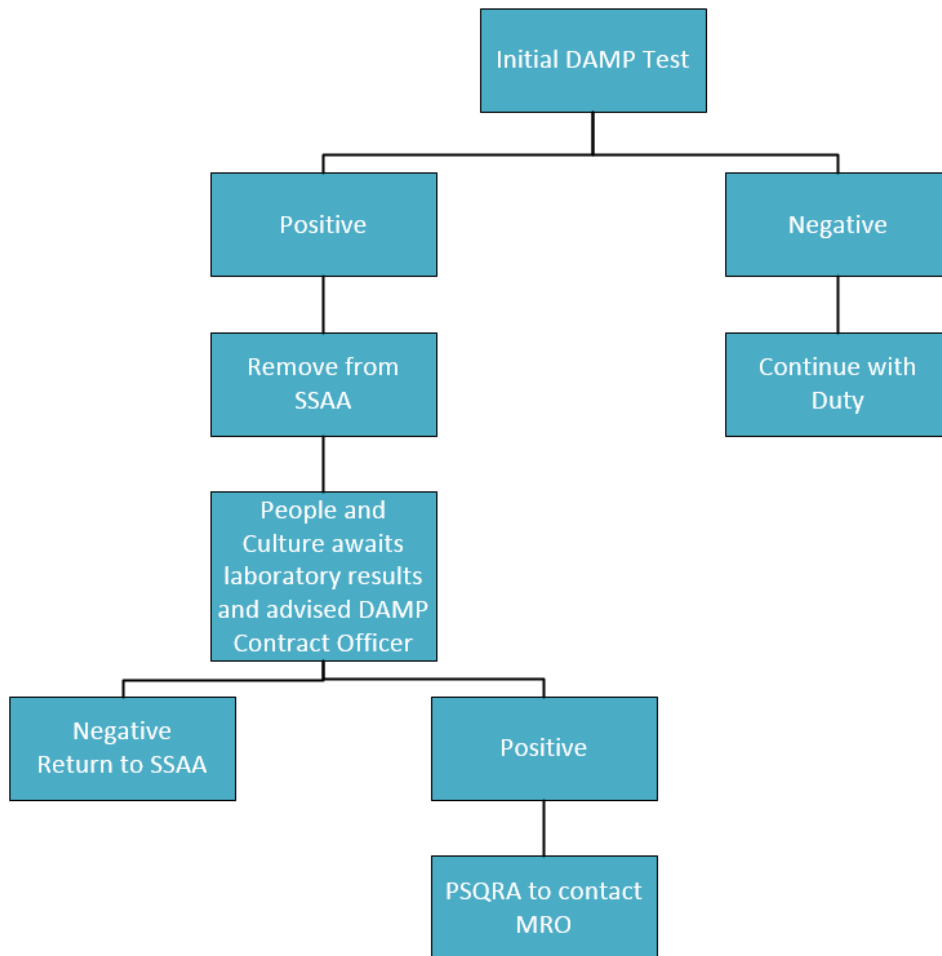 Initial DAMP Test
Positive
Negative
Remove from
SSAA
Continue with
Duty
People and
Culture awaits
laboratory results
and advised DAMP
Contract Officer
Negative
Return to SSAA
Positive
PSQRA to contact
MRO